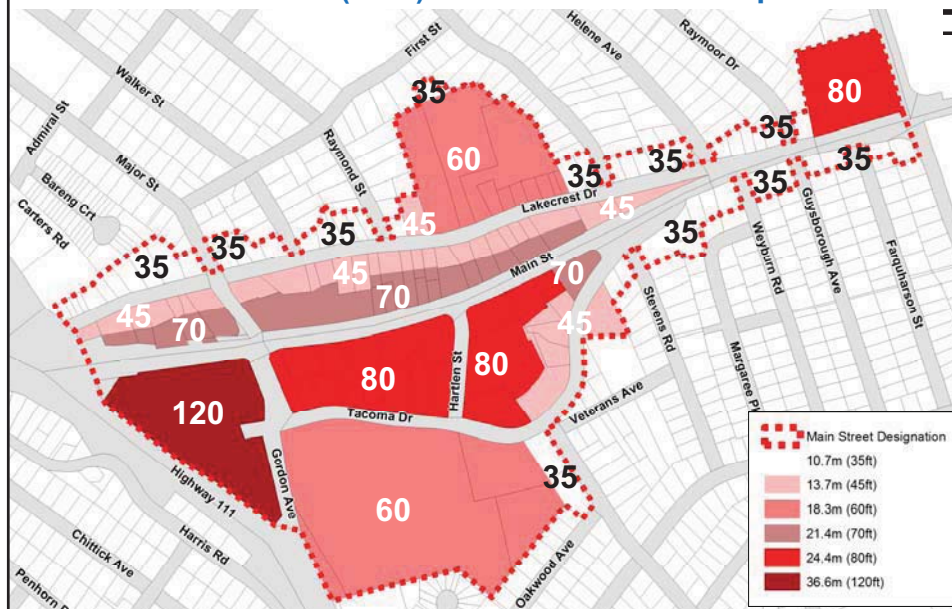 First St
Helene Ave
Raymoor Dr
Walker St
Admiral St
Major St
Raymond St
Bareng Crt
Carters Rd
35
60
80
35
35
35
35
Lakecrest Dr
45
45
35
35
35
35
35
Main St
45
70
70
45
70
45
Weyburn Rd
Guysborough Ave
Farquharson St
Stevens Rd
80
Hartlen St
80
120
Tacoma Dr
Veterans Ave
Gordon Ave
Highway 111
35
60
Harris Rd
Chittick Ave
Oakwood Ave
Main Street Designation
10.7m (35ft)
13.7m (45ft)
18.3m (60ft)
21.4m (70ft)
24.4m (80ft)
36.6m (120ft)